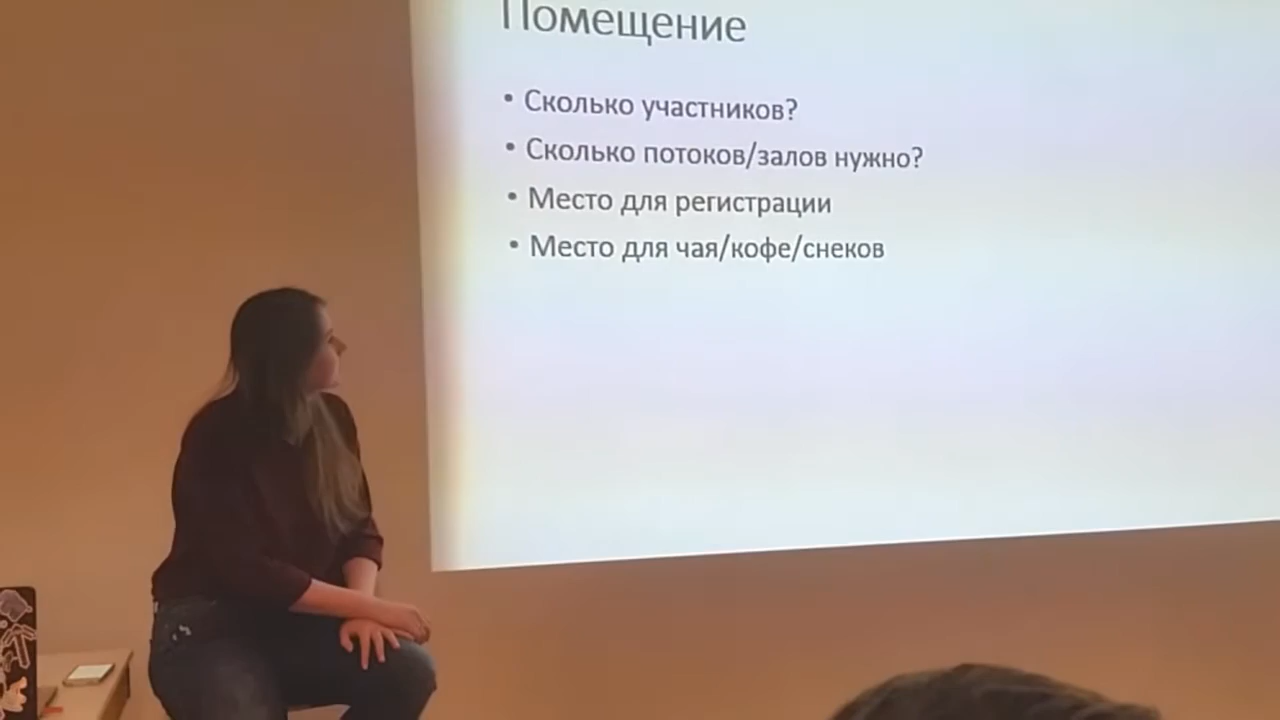 Помещение
• Сколько участников?
• Сколько потоков/залов нужно?
• Место для регистрации
• Место для чая/кофе/снеков